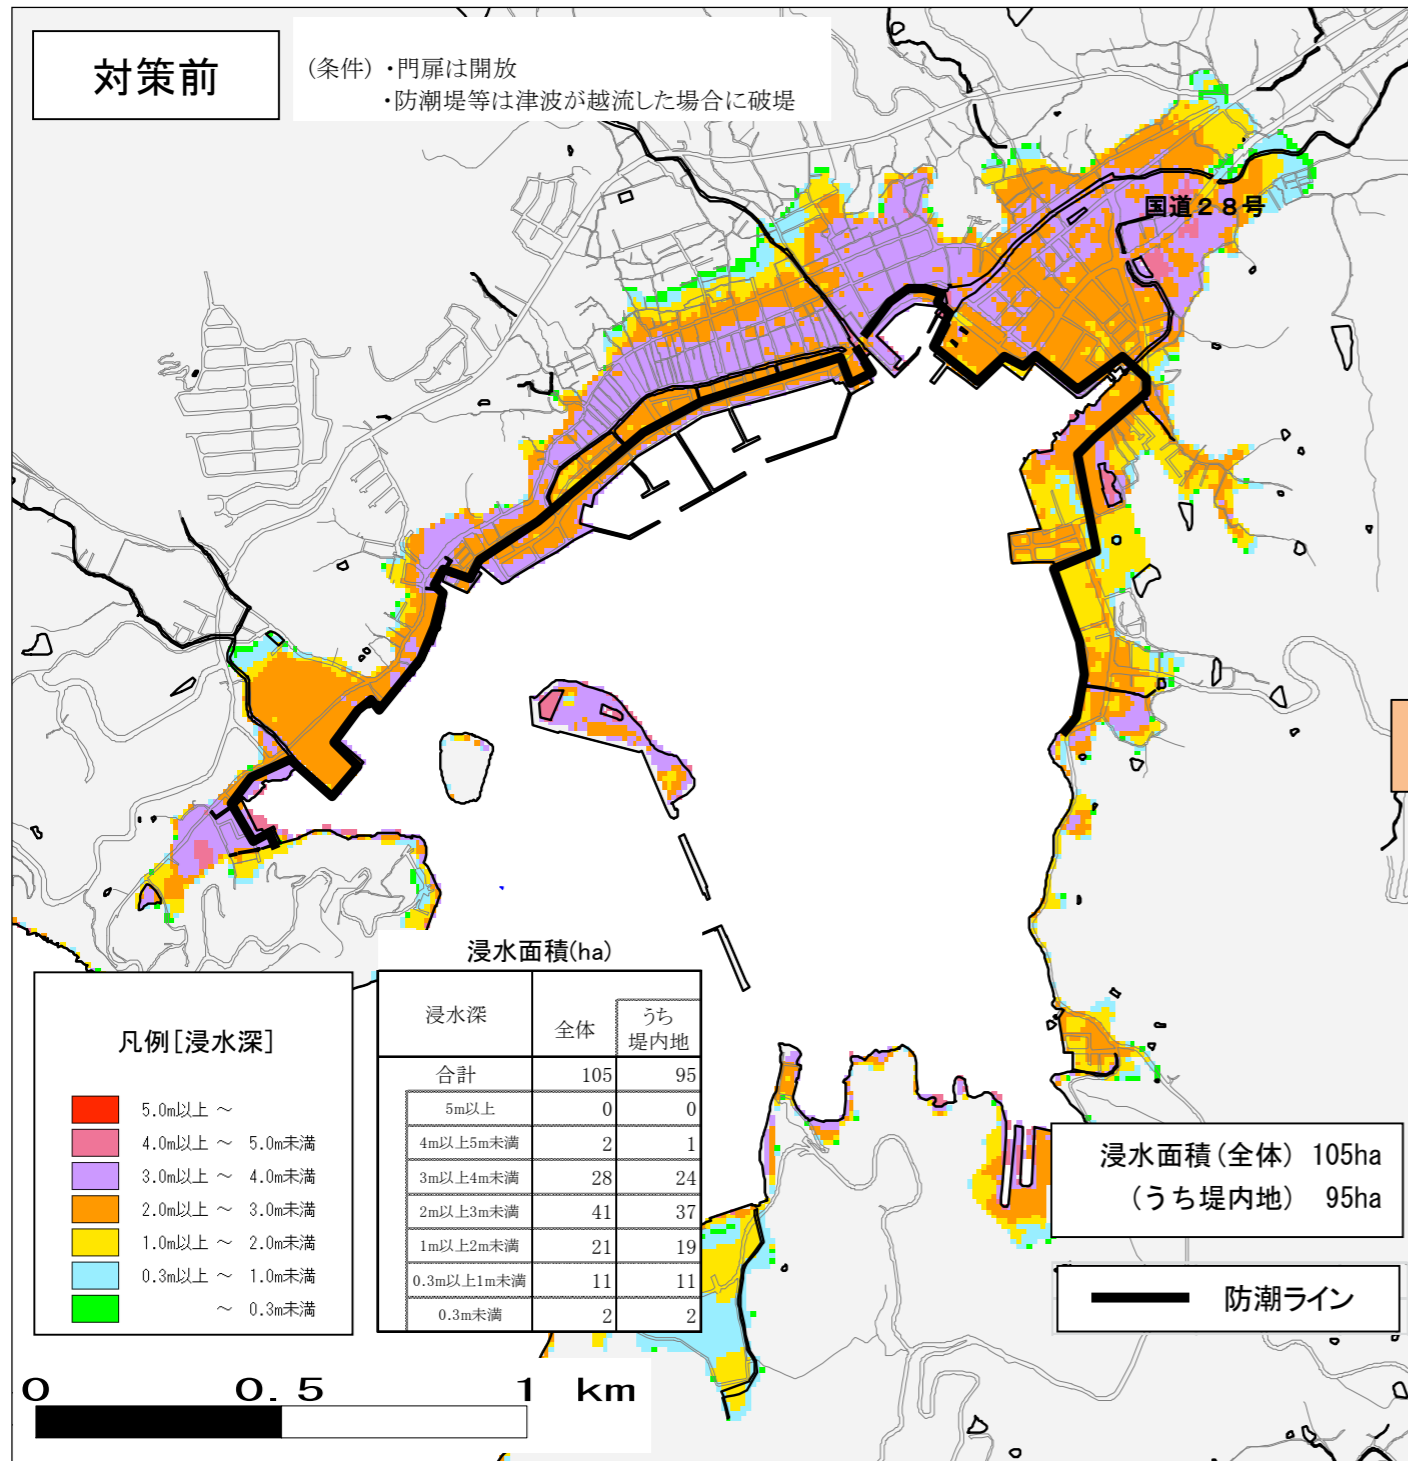 対策前
(条件) ・門扉は開放
・防潮堤等は津波が越流した場合に破堤
国道28号
浸水面積(ha)
浸水深 全体 うち堤内地
合計 105 95
5m以上 0 0
4m以上5m未満 2 1
3m以上4m未満 28 24
2m以上3m未満 41 37
1m以上2m未満 21 19
0.3m以上1m未満 11 11
0.3m未満 2 2
凡例[浸水深]
5.0m以上 ～
4.0m以上 ～ 5.0m未満
3.0m以上 ～ 4.0m未満
2.0m以上 ～ 3.0m未満
1.0m以上 ～ 2.0m未満
0.3m以上 ～ 1.0m未満
～ 0.3m未満
浸水面積(全体) 105ha
(うち堤内地) 95ha
防潮ライン
0 0.5 1 km